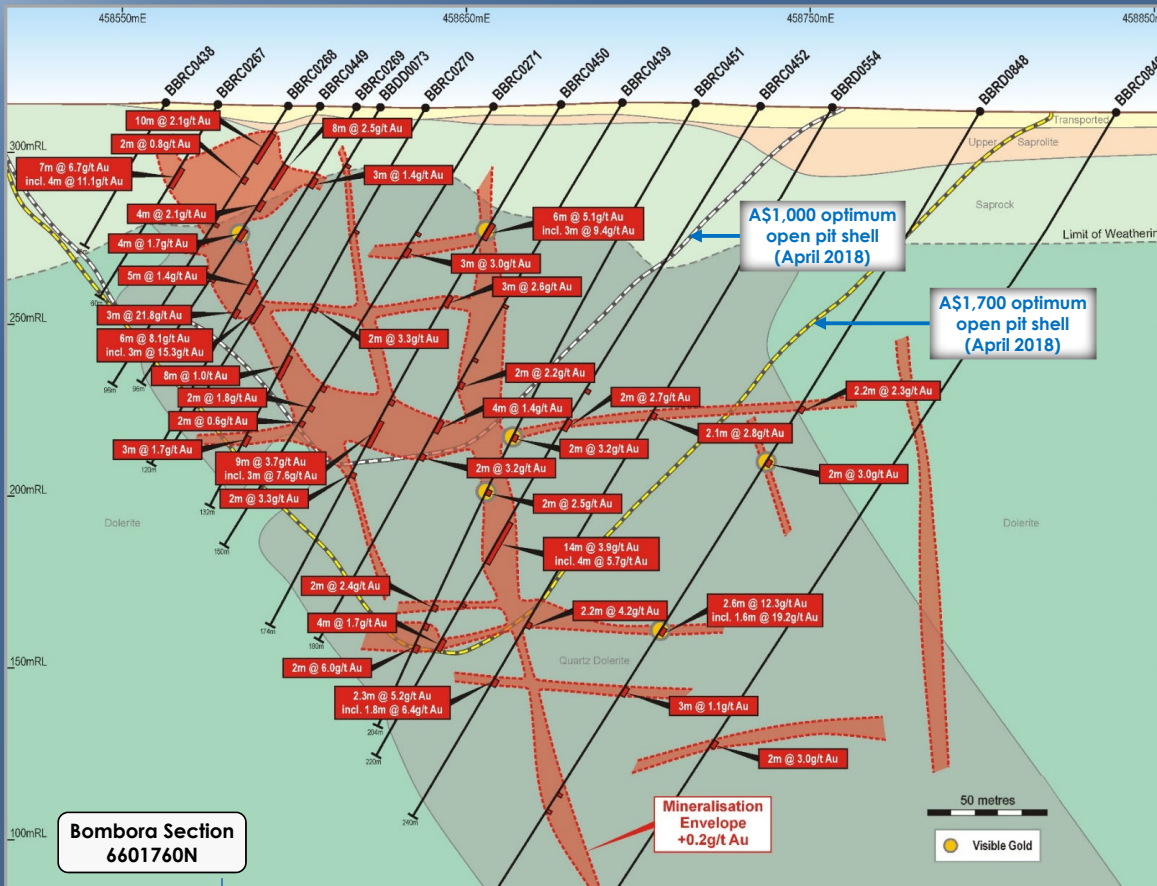 458550mE
458650mE
458750mE
458850mE
BBRC0438
BBRC0267
BBRC0268
BBRC0449
BBRC0269
BBDD0073
BBRC0270
BBRC0271
BBRC0450
BBRC0439
BBRC0451
BBRC0452
BBRD0554
BBRD0848
10m @ 2.1g/t Au
8m @ 2.5g/t Au
Transported
2m @ 0.8g/t Au
Upper Saprolite
300mRL
7m @ 6.7g/t Au
incl. 4m @ 11.1g/t Au
3m @ 1.4g/t Au
Saprock
4m @ 2.1g/t Au
6m @ 5.1g/t Au
incl. 3m @ 9.4g/t Au
A$1,000 optimum
open pit shell
(April 2018)
Limit of Weathering
4m @ 1.7g/t Au
3m @ 3.0g/t Au
5m @ 1.4g/t Au
3m @ 2.6g/t Au
A$1,700 optimum
open pit shell
(April 2018)
60m
3m @ 21.8g/t Au
250mRL
6m @ 8.1g/t Au
incl. 3m @ 15.3g/t Au
2m @ 3.3g/t Au
8m @ 1.0/t Au
2m @ 2.2g/t Au
96m
96m
2m @ 1.8g/t Au
2m @ 2.7g/t Au
2.2m @ 2.3g/t Au
4m @ 1.4g/t Au
2m @ 0.6g/t Au
2.1m @ 2.8g/t Au
3m @ 1.7g/t Au
2m @ 3.2g/t Au
120m
9m @ 3.7g/t Au
incl. 3m @ 7.6g/t Au
2m @ 3.2g/t Au
2m @ 3.0g/t Au
200mRL
2m @ 3.3g/t Au
2m @ 2.5g/t Au
132m
Dolerite
Dolerite
150m
14m @ 3.9g/t Au
incl. 4m @ 5.7g/t Au
2m @ 2.4g/t Au
2.2m @ 4.2g/t Au
2.6m @ 12.3g/t Au
incl. 1.6m @ 19.2g/t Au
4m @ 1.7g/t Au
174m
180m
150mRL
2m @ 6.0g/t Au
Quartz Dolerite
2.3m @ 5.2g/t Au
incl. 1.8m @ 6.4g/t Au
3m @ 1.1g/t Au
204m
220m
2m @ 3.0g/t Au
240m
Mineralisation
Envelope
+0.2g/t Au
50 metres
Bombora Section
6601760N
100mRL
Visible Gold